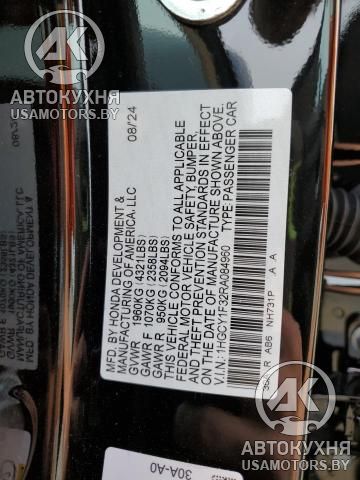 АВТОКУХНЯ
USAMOTORS.BY
MFD. BY HONDA DEVELOPMENT &
MANUFACTURING OF AMERICA, LLC 08/24
GVWR 1960KG (4321LBS)
GAWR F 1070KG (2359LBS)
GAWR R 950KG (2094LBS)
THIS VEHICLE CONFORMS TO ALL APPLICABLE
FEDERAL MOTOR VEHICLE SAFETY, BUMPER,
AND THEFT PREVENTION STANDARDS IN EFFECT
ON THE DATE OF MANUFACTURE SHOWN ABOVE.
V.I.N.: 1HGCY1F32RA084960 TYPE: PASSENGER CAR
AB6 NH731P A A
30A-A0
АВТОКУХНЯ
USAMOTORS.BY